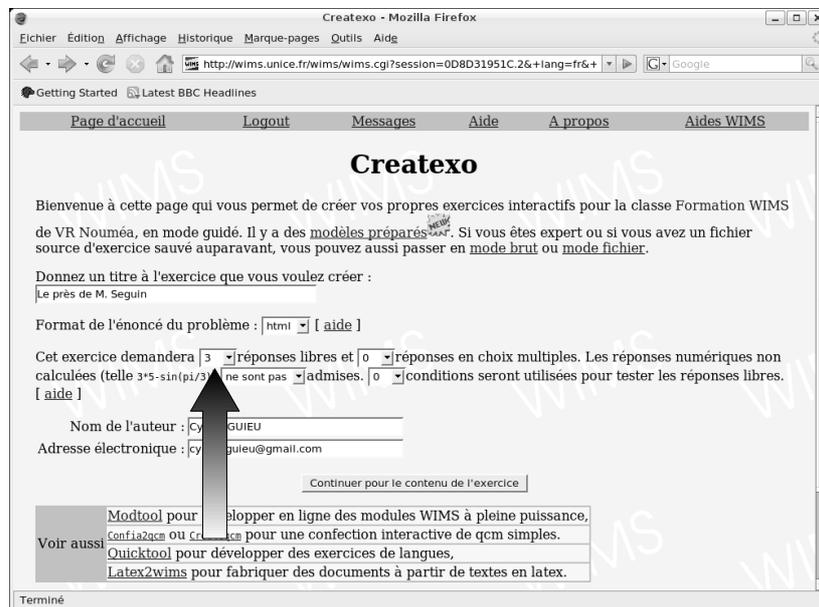 Createxo - Mozilla Firefox
Fichier Édition Affichage Historique Marque-pages Outils Aide
http://wims.unice.fr/wims/wims.cgi?session=0D8D31951C.2&+lang=fr&+ G Google
Getting Started Latest BBC Headlines
Page d'accueil Logout Messages Aide A propos Aides WIMS
Createxo
Bienvenue à cette page qui vous permet de créer vos propres exercices interactifs pour la classe Formation WIMS
de VR Nouméa, en mode guidé. Il y a des modèles préparés NEW . Si vous êtes expert ou si vous avez un fichier
source d'exercice sauvé auparavant, vous pouvez aussi passer en mode brut ou mode fichier.
Donnez un titre à l'exercice que vous voulez créer :
Le près de M. Seguin
Format de l'énoncé du problème : html [ aide ]
Cet exercice demandera 3 réponses libres et 0 réponses en choix multiples. Les réponses numériques non
calculées (telle 3*5-sin(pi/3) ne sont pas admises. 0 conditions seront utilisées pour tester les réponses libres.
[ aide ]
Nom de l'auteur : GUIEU
Adresse électronique : guieu@gmail.com
Continuer pour le contenu de l'exercice
Voir aussi
Modtool pour développer en ligne des modules WIMS à pleine puissance,
Confia2qcm ou pour une confection interactive de qcm simples.
Quicktool pour développer des exercices de langues,
Latex2wims pour fabriquer des documents à partir de textes en latex.
Terminé